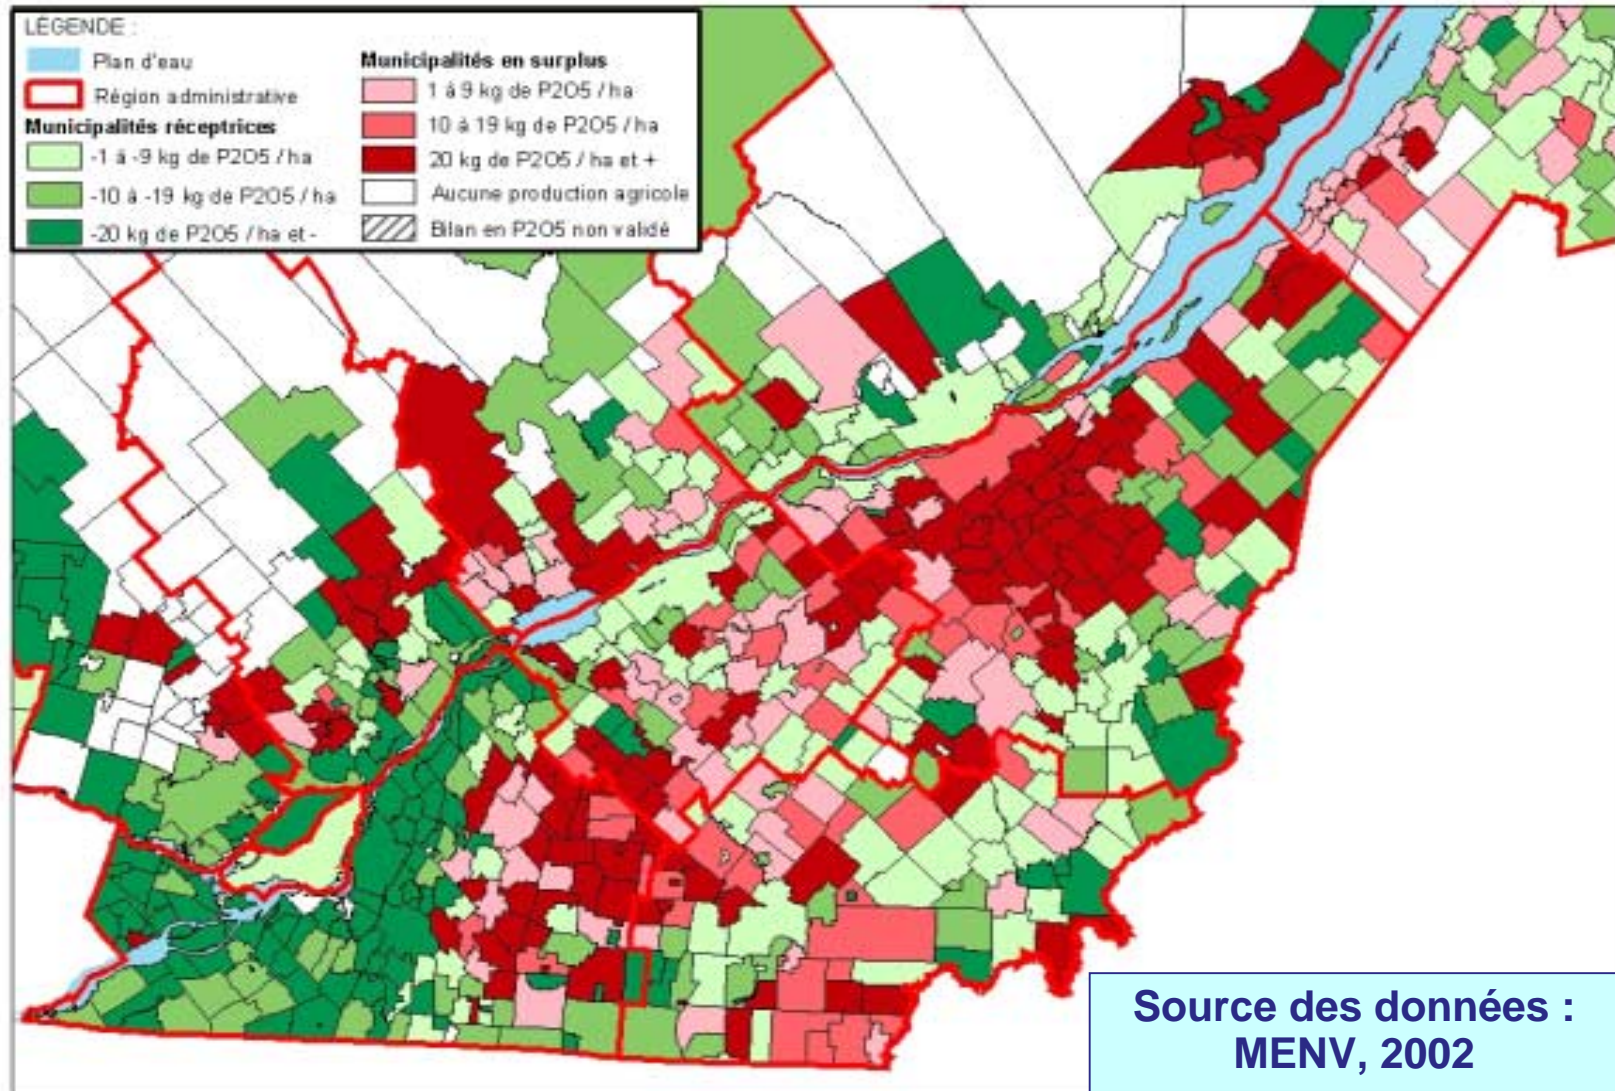 LÉGENDE :
Plan d'eau
Région administrative
Municipalités réceptrices
-1 à -9 kg de P2O5 / ha
-10 à -19 kg de P2O5 / ha
-20 kg de P2O5 / ha et -
Municipalités en surplus
1 à 9 kg de P2O5 / ha
10 à 19 kg de P2O5 / ha
20 kg de P2O5 / ha et +
Aucune production agricole
Bilan en P2O5 non validé
Source des données :
MENV, 2002